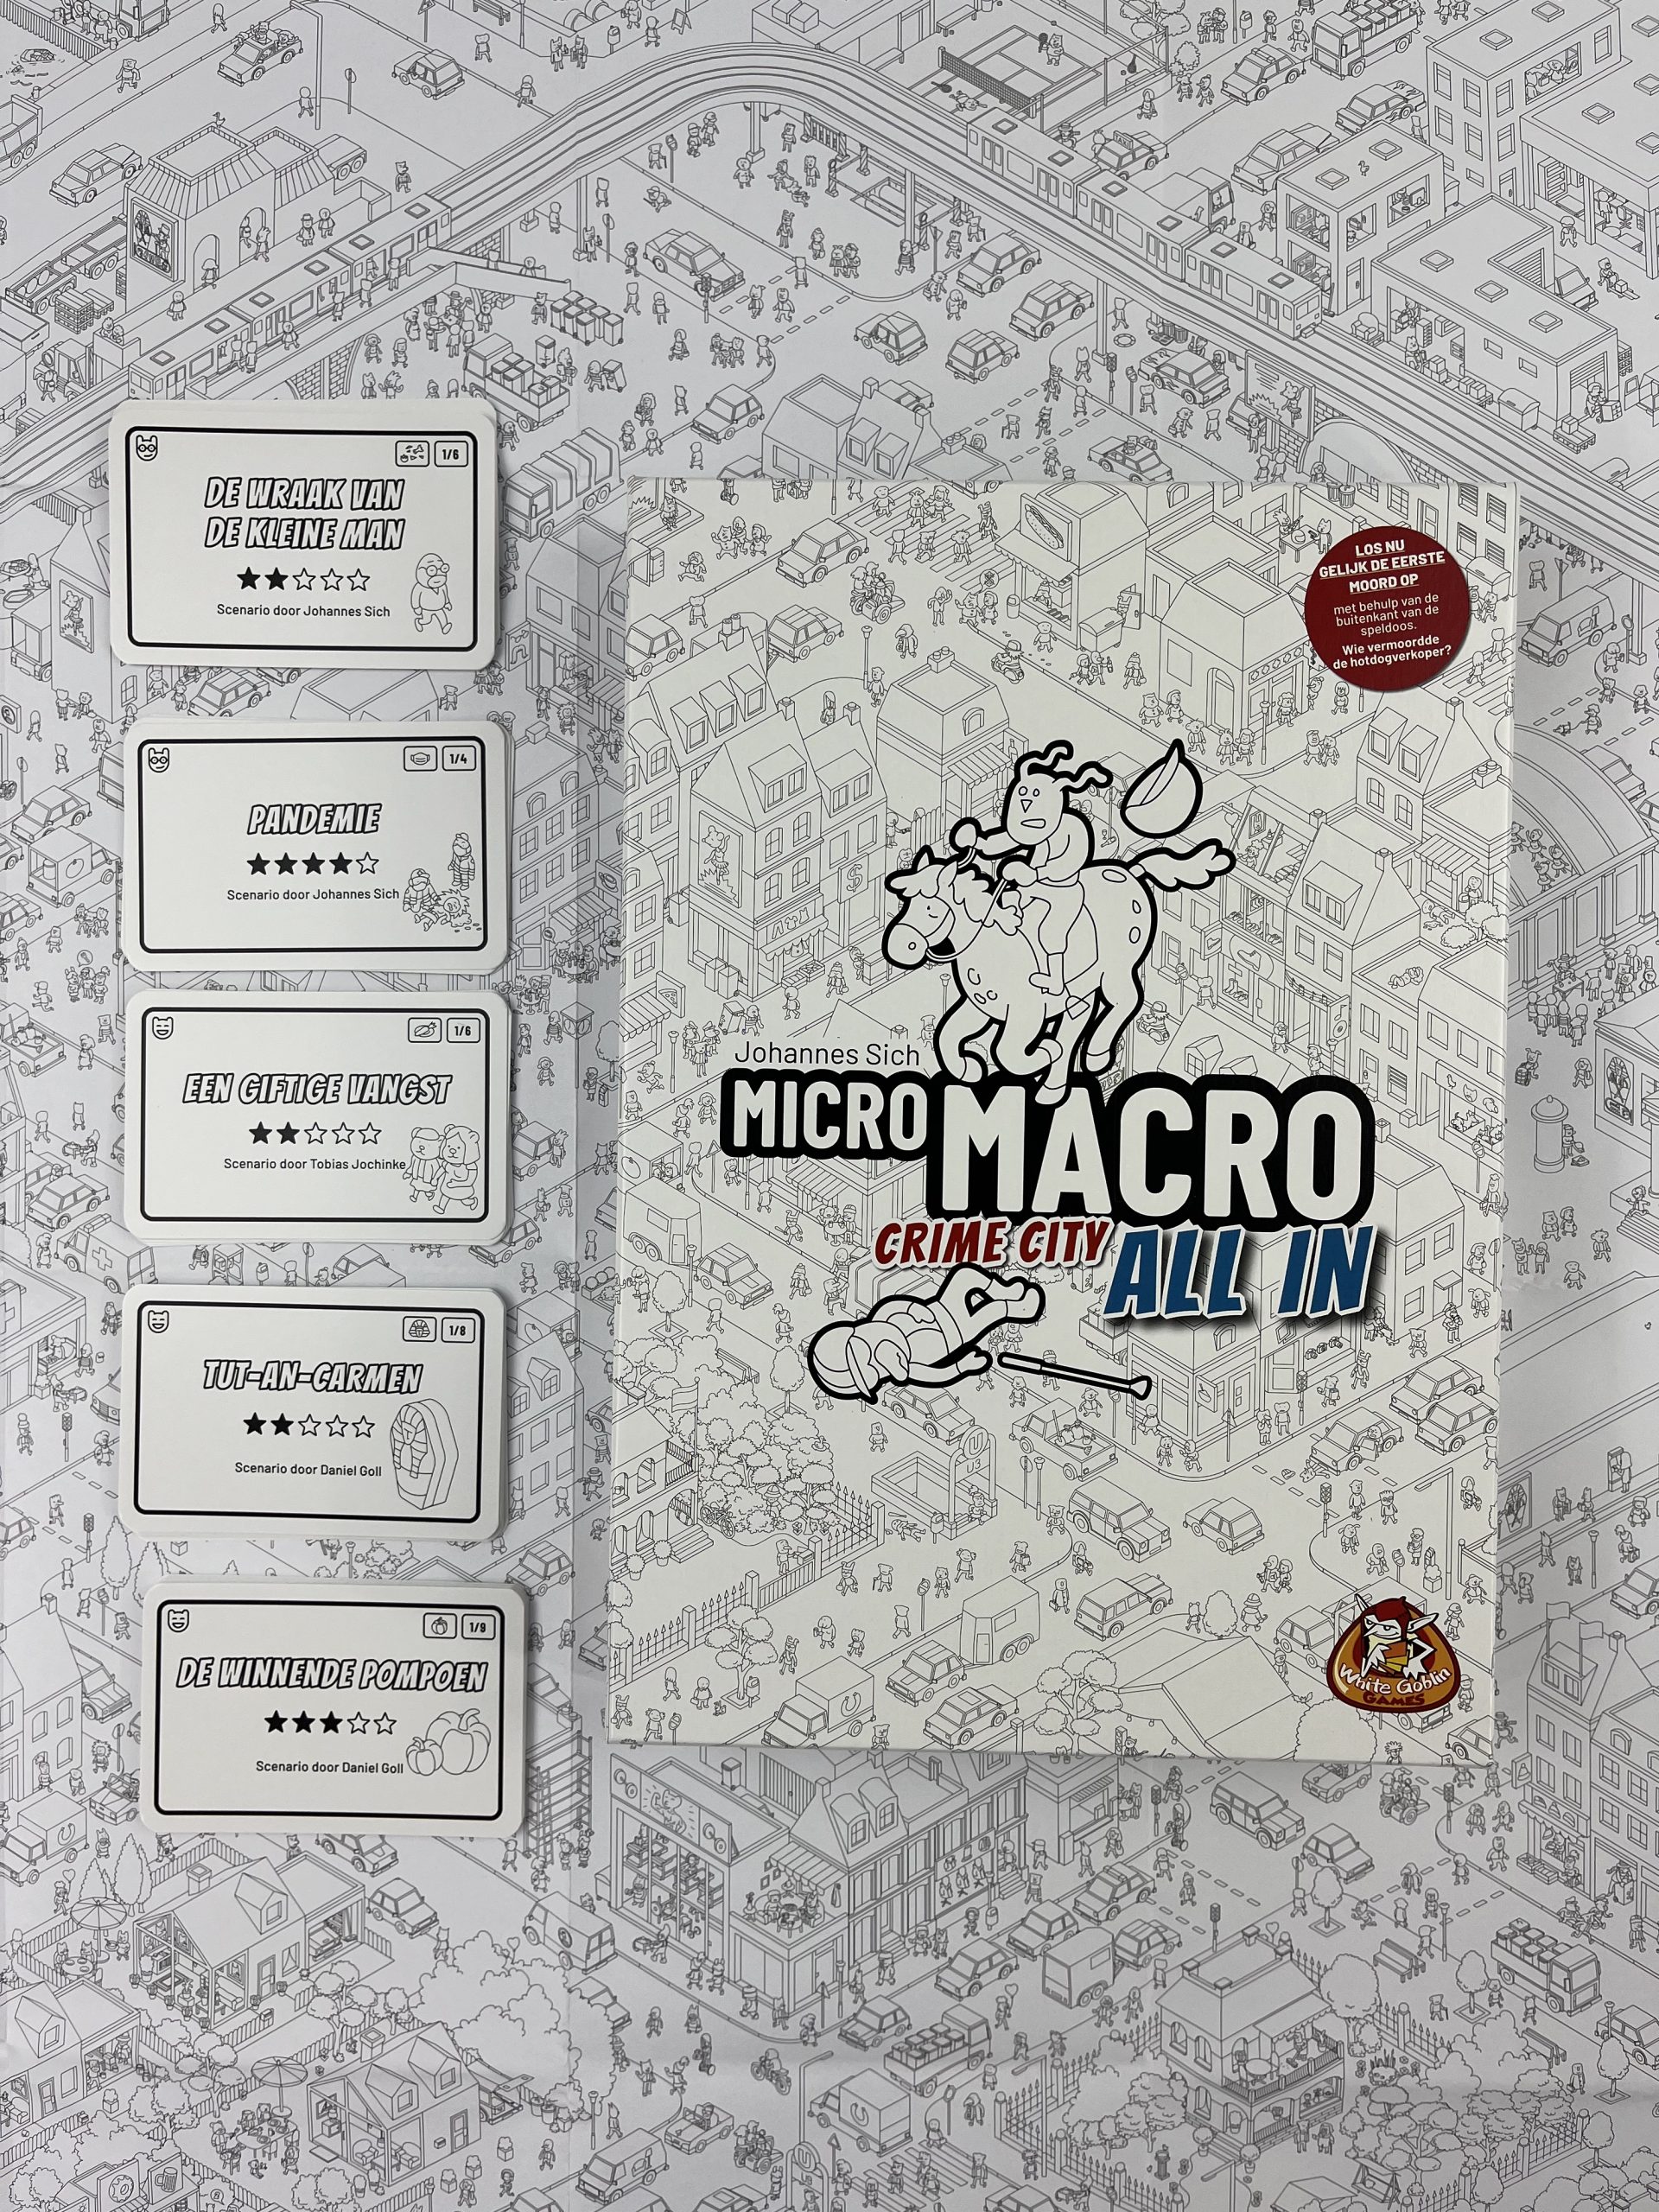 1/6
DE WRAAK VAN
DE KLEINE MAN
Scenario door Johannes Sich
1/4
PANDEMIE
Scenario door Johannes Sich
1/6
EEN GIFTIGE VANGST
Scenario door Tobias Jochinke
1/8
TUT-AN-CARMEN
Scenario door Daniel Goll
1/9
DE WINNENDE POMPOEN
Scenario door Daniel Goll
LOS NU
GELIJK DE EERSTE
MOORD OP
met behulp van de
buitenkant van de
speldoos.
Wie vermoordde
de hotdogverkoper?
Johannes Sich
MICRO MACRO
CRIME CITY ALL IN
U
U3
White Goblin
GAMES